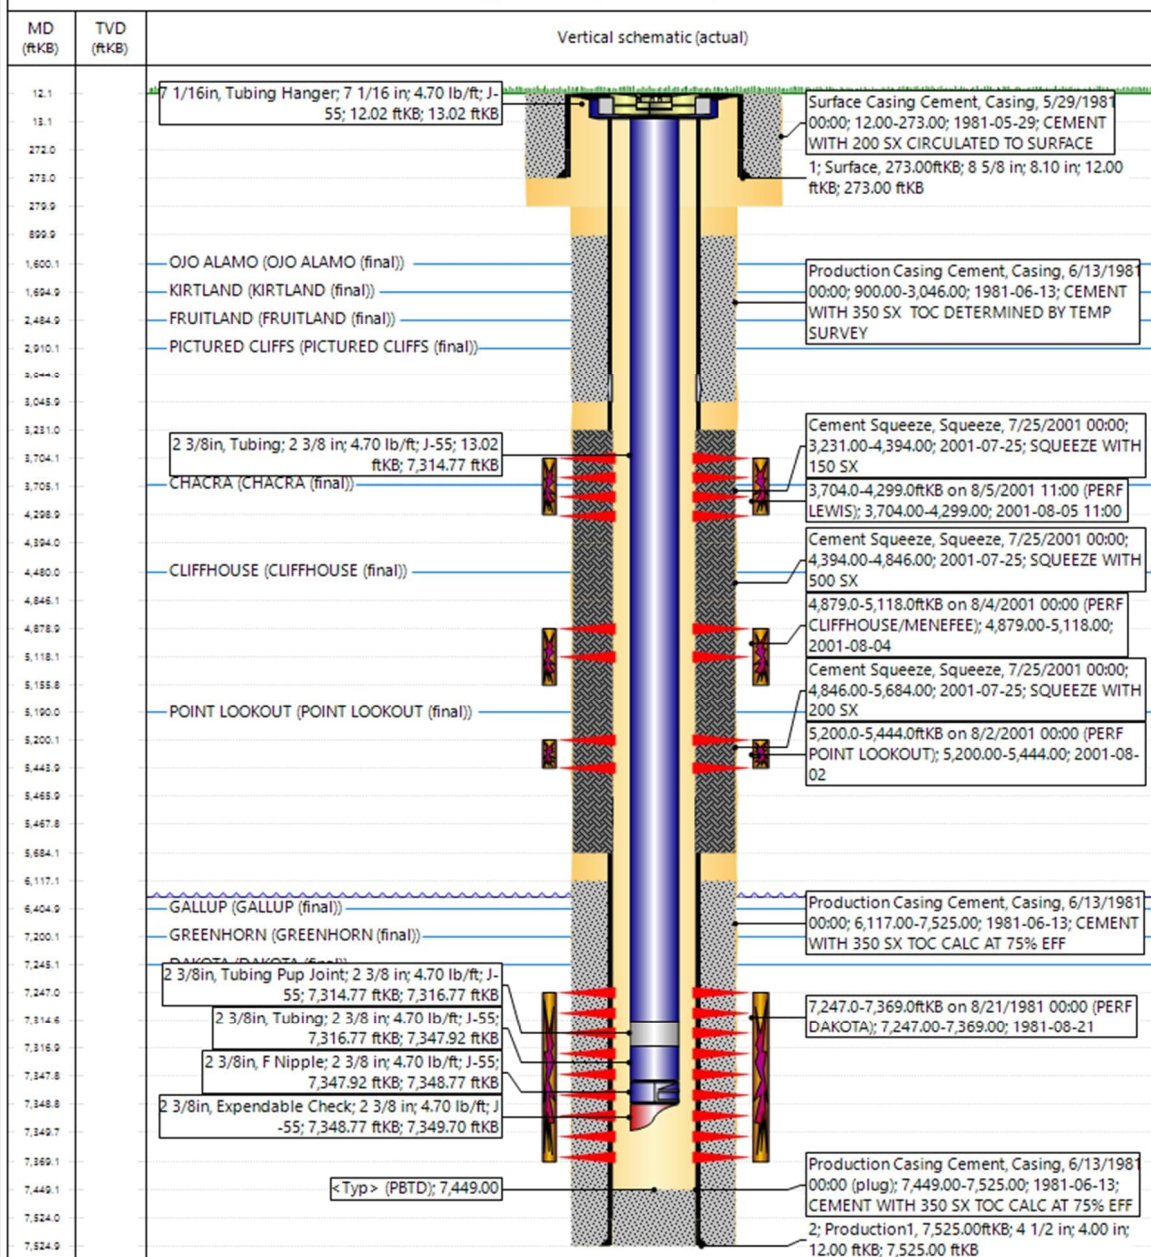 MD
(ftKB)
TVD
(ftKB)
Vertical schematic (actual)
12.1
13.1
272.0
273.0
279.9
899.9
1,600.1
1,694.9
2,484.9
2,910.1
3,044.0
3,045.9
3,231.0
3,704.1
3,705.1
4,298.9
4,394.0
4,480.0
4,846.1
4,878.9
5,118.1
5,155.8
5,190.0
5,200.1
5,443.9
5,465.9
5,467.8
5,684.1
6,117.1
6,404.9
7,200.1
7,245.1
7,247.0
7,314.6
7,316.9
7,347.8
7,348.8
7,349.7
7,369.1
7,449.1
7,524.0
7,524.9
7 1/16in, Tubing Hanger; 7 1/16 in; 4.70 lb/ft; J-
55; 12.02 ftKB; 13.02 ftKB
OJO ALAMO (OJO ALAMO (final))
KIRTLAND (KIRTLAND (final))
FRUITLAND (FRUITLAND (final))
PICTURED CLIFFS (PICTURED CLIFFS (final))
2 3/8in, Tubing; 2 3/8 in; 4.70 lb/ft; J-55; 13.02
ftKB; 7,314.77 ftKB
CHACRA (CHACRA (final))
CLIFFHOUSE (CLIFFHOUSE (final))
POINT LOOKOUT (POINT LOOKOUT (final))
GALLUP (GALLUP (final))
GREENHORN (GREENHORN (final))
DAKOTA (DAKOTA (final))
2 3/8in, Tubing Pup Joint; 2 3/8 in; 4.70 lb/ft; J-
55; 7,314.77 ftKB; 7,316.77 ftKB
2 3/8in, Tubing; 2 3/8 in; 4.70 lb/ft; J-55;
7,316.77 ftKB; 7,347.92 ftKB
2 3/8in, F Nipple; 2 3/8 in; 4.70 lb/ft; J-55;
7,347.92 ftKB; 7,348.77 ftKB
2 3/8in, Expendable Check; 2 3/8 in; 4.70 lb/ft; J
-55; 7,348.77 ftKB; 7,349.70 ftKB
<Typ> (PBTD); 7,449.00
Surface Casing Cement, Casing, 5/29/1981
00:00; 12.00-273.00; 1981-05-29; CEMENT
WITH 200 SX CIRCULATED TO SURFACE
1; Surface, 273.00ftKB; 8 5/8 in; 8.10 in; 12.00
ftKB; 273.00 ftKB
Production Casing Cement, Casing, 6/13/1981
00:00; 900.00-3,046.00; 1981-06-13; CEMENT
WITH 350 SX  TOC DETERMINED BY TEMP
SURVEY
Cement Squeeze, Squeeze, 7/25/2001 00:00;
3,231.00-4,394.00; 2001-07-25; SQUEEZE WITH
150 SX
3,704.0-4,299.0ftKB on 8/5/2001 11:00 (PERF
LEWIS); 3,704.00-4,299.00; 2001-08-05 11:00
Cement Squeeze, Squeeze, 7/25/2001 00:00;
4,394.00-4,846.00; 2001-07-25; SQUEEZE WITH
500 SX
4,879.0-5,118.0ftKB on 8/4/2001 00:00 (PERF
CLIFFHOUSE/MENEFEE); 4,879.00-5,118.00;
2001-08-04
Cement Squeeze, Squeeze, 7/25/2001 00:00;
4,846.00-5,684.00; 2001-07-25; SQUEEZE WITH
200 SX
5,200.0-5,444.0ftKB on 8/2/2001 00:00 (PERF
POINT LOOKOUT); 5,200.00-5,444.00; 2001-08-
02
Production Casing Cement, Casing, 6/13/1981
00:00; 6,117.00-7,525.00; 1981-06-13; CEMENT
WITH 350 SX TOC CALC AT 75% EFF
7,247.0-7,369.0ftKB on 8/21/1981 00:00 (PERF
DAKOTA); 7,247.00-7,369.00; 1981-08-21
Production Casing Cement, Casing, 6/13/1981
00:00 (plug); 7,449.00-7,525.00; 1981-06-13;
CEMENT WITH 350 SX TOC CALC AT 75% EFF
2; Production1, 7,525.00ftKB; 4 1/2 in; 4.00 in;
12.00 ftKB; 7,525.00 ftKB